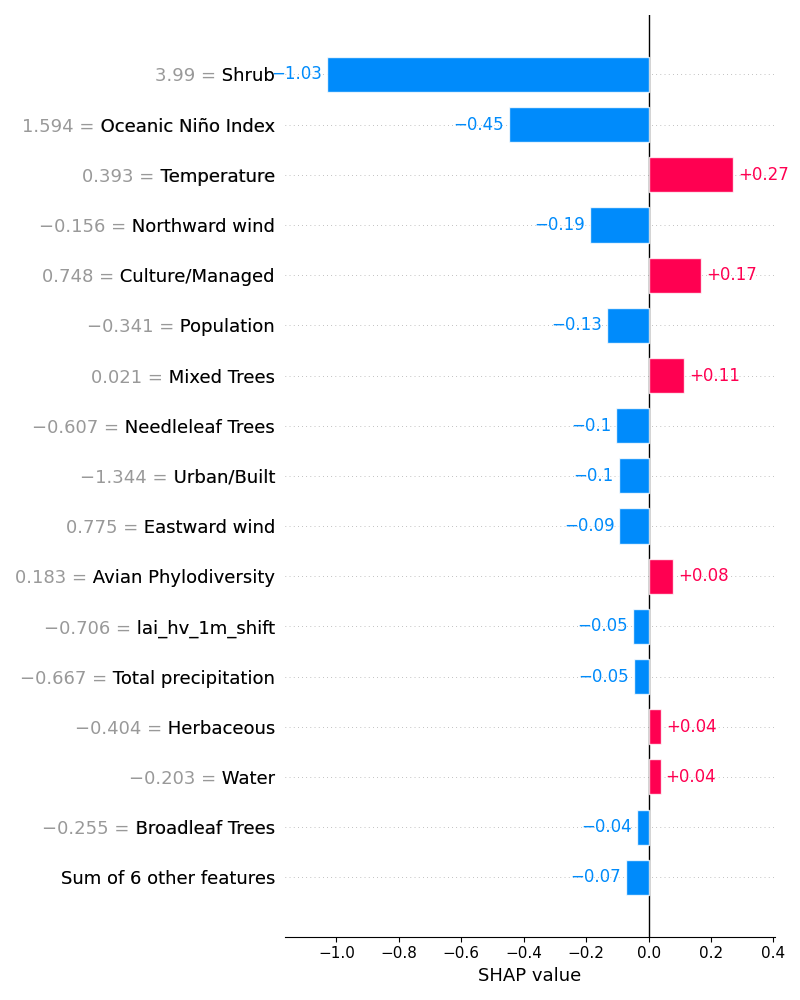 3.99 = Shrub −1.03
1.594 = Oceanic Niño Index −0.45
0.393 = Temperature +0.27
−0.156 = Northward wind −0.19
0.748 = Culture/Managed +0.17
−0.341 = Population −0.13
0.021 = Mixed Trees +0.11
−0.607 = Needleleaf Trees −0.1
−1.344 = Urban/Built −0.1
0.775 = Eastward wind −0.09
0.183 = Avian Phylodiversity +0.08
−0.706 = lai_hv_1m_shift −0.05
−0.667 = Total precipitation −0.05
−0.404 = Herbaceous +0.04
−0.203 = Water +0.04
−0.255 = Broadleaf Trees −0.04
Sum of 6 other features −0.07
−1.0 −0.8 −0.6 −0.4 −0.2 0.0 0.2 0.4
SHAP value